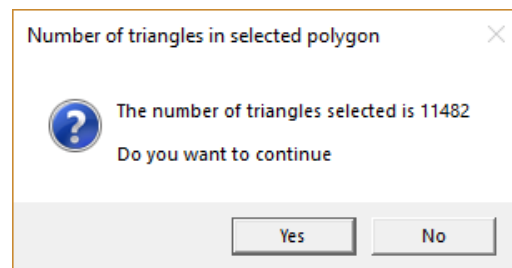 Number of triangles in selected polygon
The number of triangles selected is 11482
Do you want to continue
Yes No